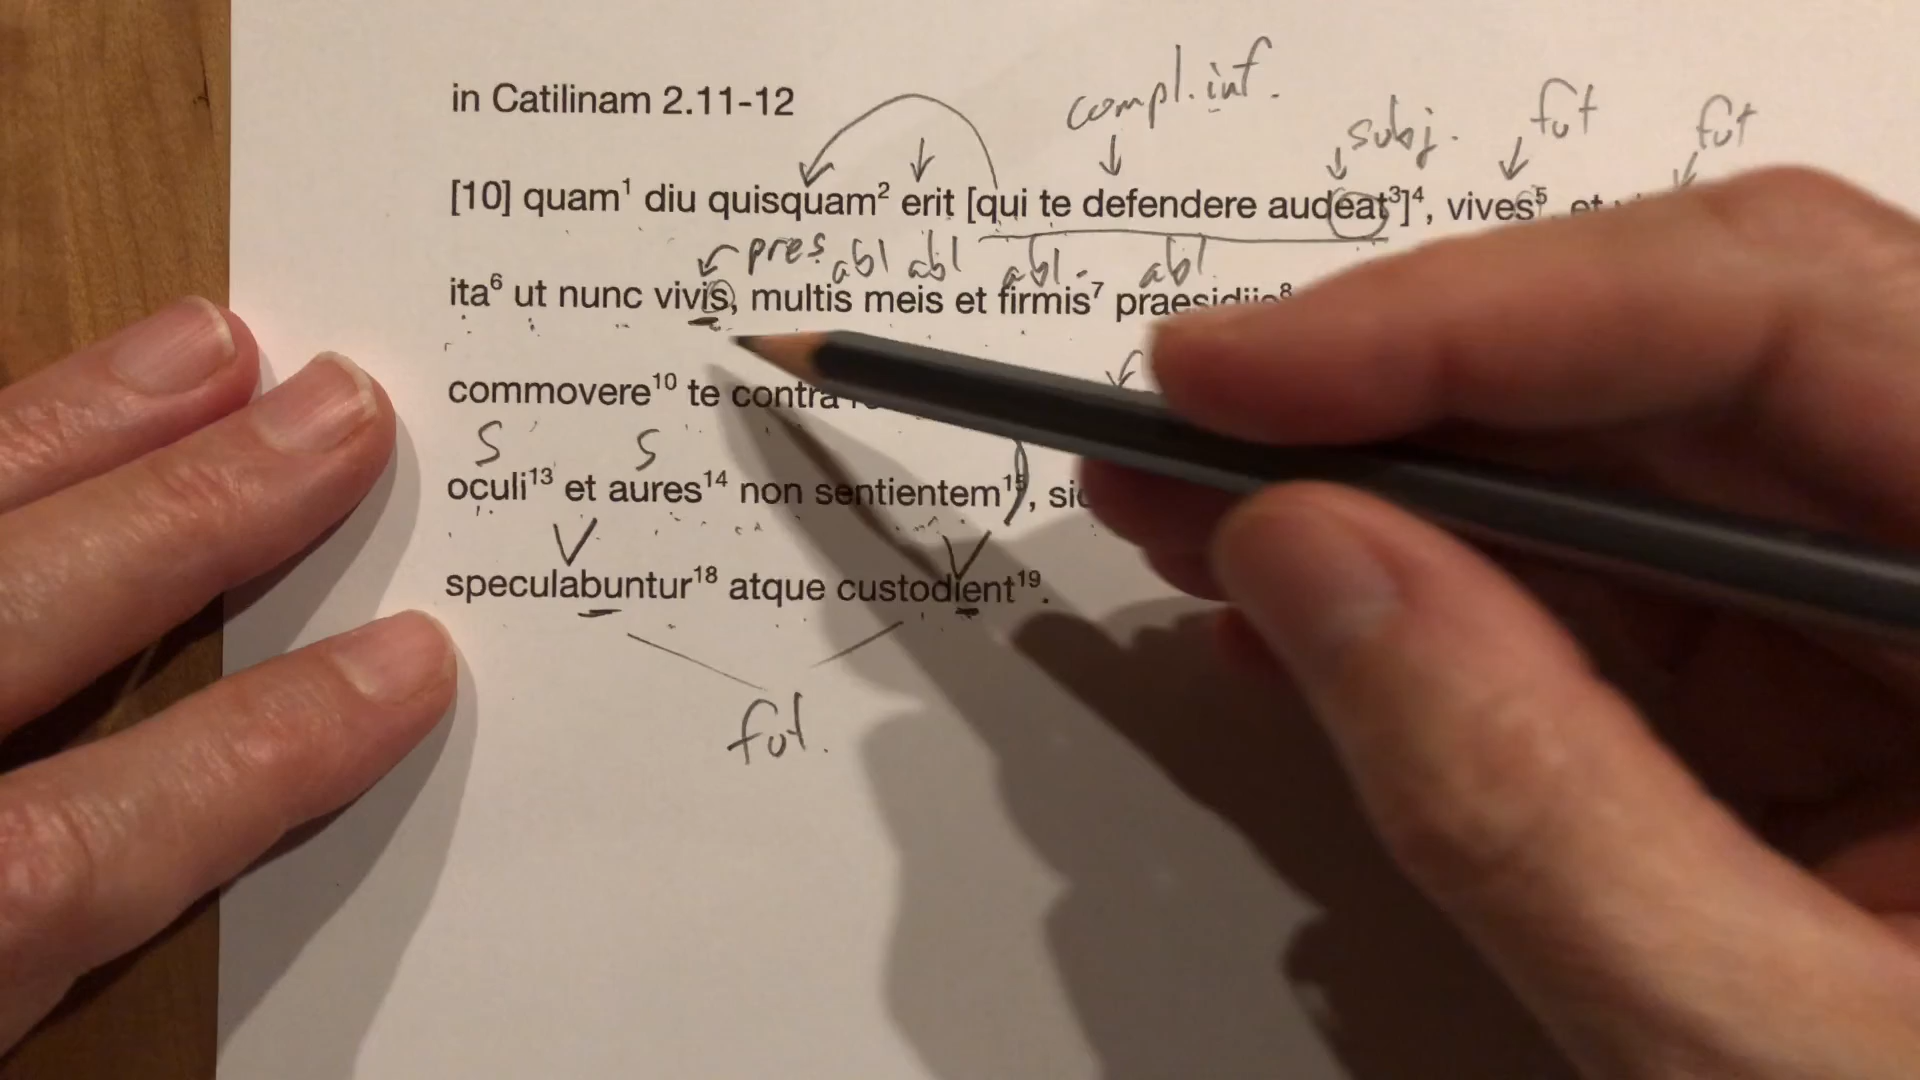 in Catilinam 2.11-12
compl. inf.
subj. fut fut
[10] quam¹ diu quisquam² erit [qui te defendere audeat³]⁴, vives⁵, et
pres abl abl abl. abl.
ita⁶ ut nunc vivis, multis meis et firmis⁷ praesidiis⁸
commovere¹⁰ te contra
S S
oculi¹³ et aures¹⁴ non sentientem¹⁵,
V V
speculabuntur¹⁸ atque custodient¹⁹.
fut.